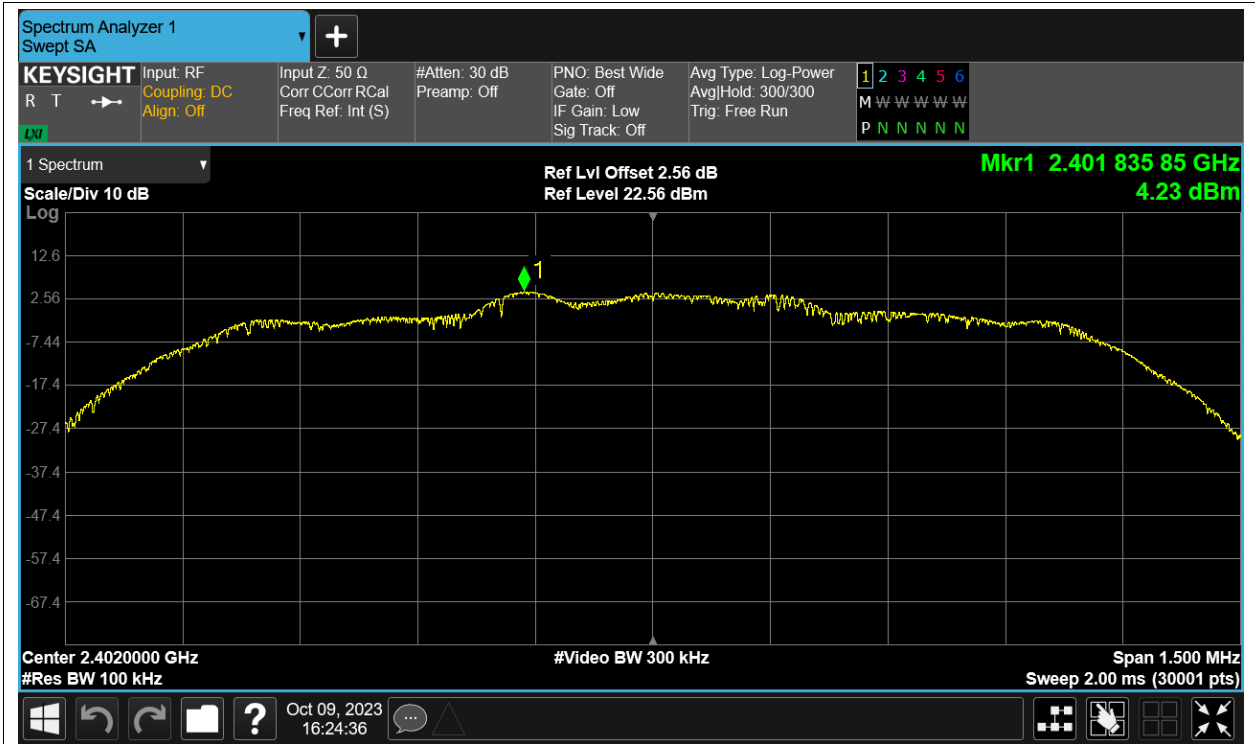 Spectrum Analyzer 1
Swept SA
KEYSIGHT
R T
LXI
Input: RF
Coupling: DC
Align: Off
Input Z: 50 Ω
Corr CCorr RCal
Freq Ref: Int (S)
#Atten: 30 dB
Preamp: Off
PNO: Best Wide
Gate: Off
IF Gain: Low
Sig Track: Off
Avg Type: Log-Power
Avg|Hold: 300/300
Trig: Free Run
1 2 3 4 5 6
M W W W W W
P N N N N N
1 Spectrum
Scale/Div 10 dB
Log
Ref Lvl Offset 2.56 dB
Ref Level 22.56 dBm
Mkr1 2.401 835 85 GHz
4.23 dBm
12.6
2.56
-7.44
-17.4
-27.4
-37.4
-47.4
-57.4
-67.4
1
Center 2.4020000 GHz
#Res BW 100 kHz
#Video BW 300 kHz
Span 1.500 MHz
Sweep 2.00 ms (30001 pts)
?
Oct 09, 2023
16:24:36